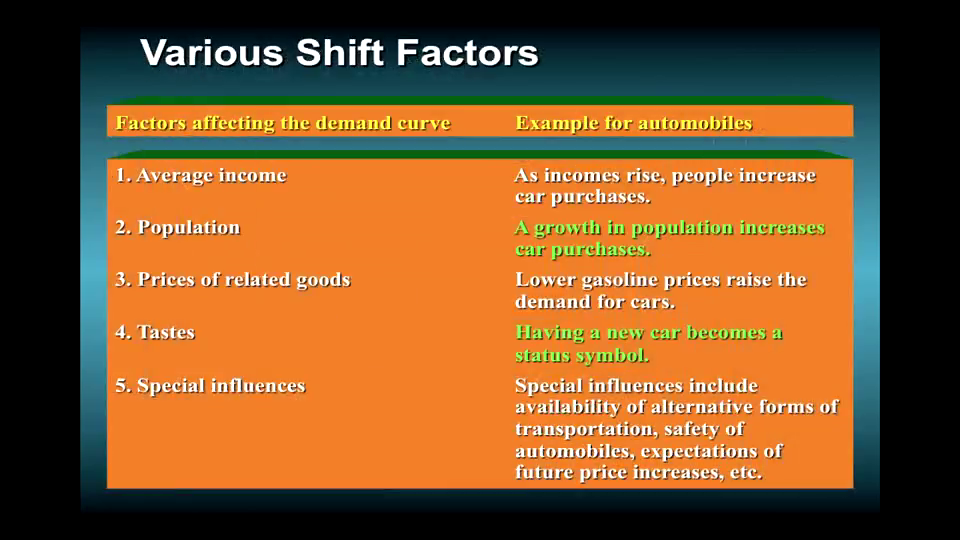 Various Shift Factors
Factors affecting the demand curve Example for automobiles
1. Average income As incomes rise, people increase
car purchases.
2. Population A growth in population increases
car purchases.
3. Prices of related goods Lower gasoline prices raise the
demand for cars.
4. Tastes Having a new car becomes a
status symbol.
5. Special influences Special influences include
availability of alternative forms of
transportation, safety of
automobiles, expectations of
future price increases, etc.